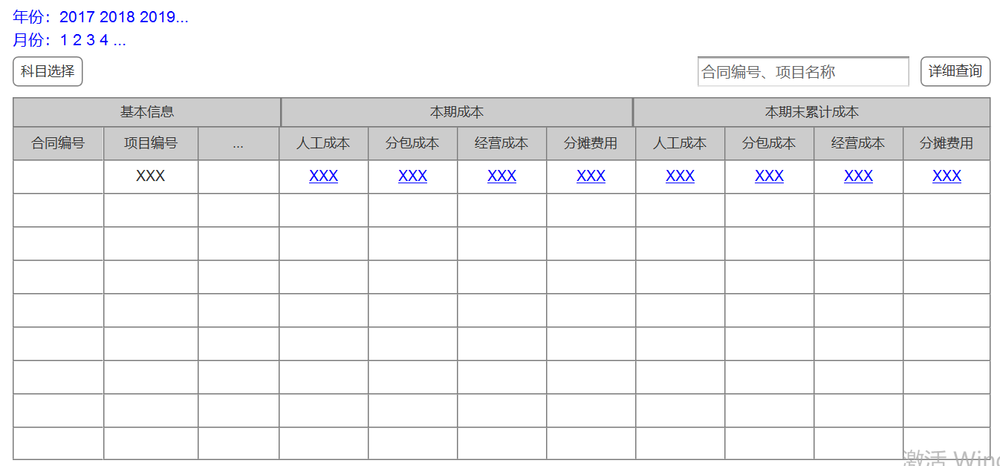 年份：2017 2018 2019...
月份：1 2 3 4 ...
科目选择 合同编号、项目名称 详细查询
基本信息 本期成本 本期末累计成本
合同编号 项目编号 ... 人工成本 分包成本 经营成本 分摊费用 人工成本 分包成本 经营成本 分摊费用
XXX XXX XXX XXX XXX XXX XXX XXX XXX
激活 Wind